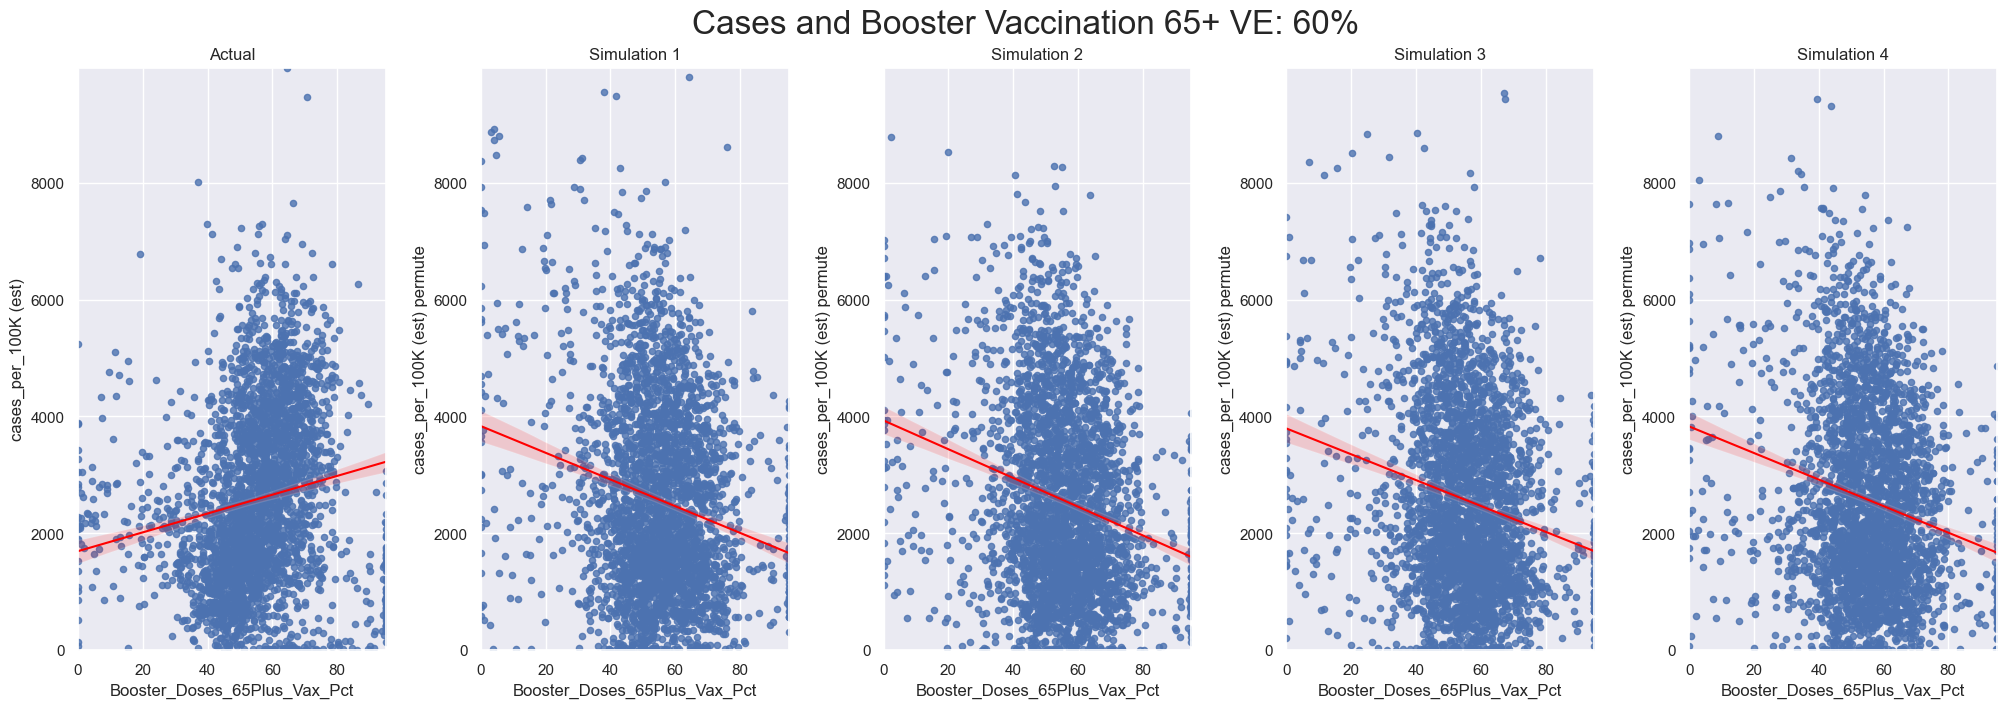 Cases and Booster Vaccination 65+ VE: 60%
Actual
Simulation 1
Simulation 2
Simulation 3
Simulation 4
cases_per_100K (est)
8000
6000
4000
2000
0
0 20 40 60 80
Booster_Doses_65Plus_Vax_Pct
cases_per_100K (est) permute
8000
6000
4000
2000
0
0 20 40 60 80
Booster_Doses_65Plus_Vax_Pct
cases_per_100K (est) permute
8000
6000
4000
2000
0
0 20 40 60 80
Booster_Doses_65Plus_Vax_Pct
cases_per_100K (est) permute
8000
6000
4000
2000
0
0 20 40 60 80
Booster_Doses_65Plus_Vax_Pct
cases_per_100K (est) permute
8000
6000
4000
2000
0
0 20 40 60 80
Booster_Doses_65Plus_Vax_Pct